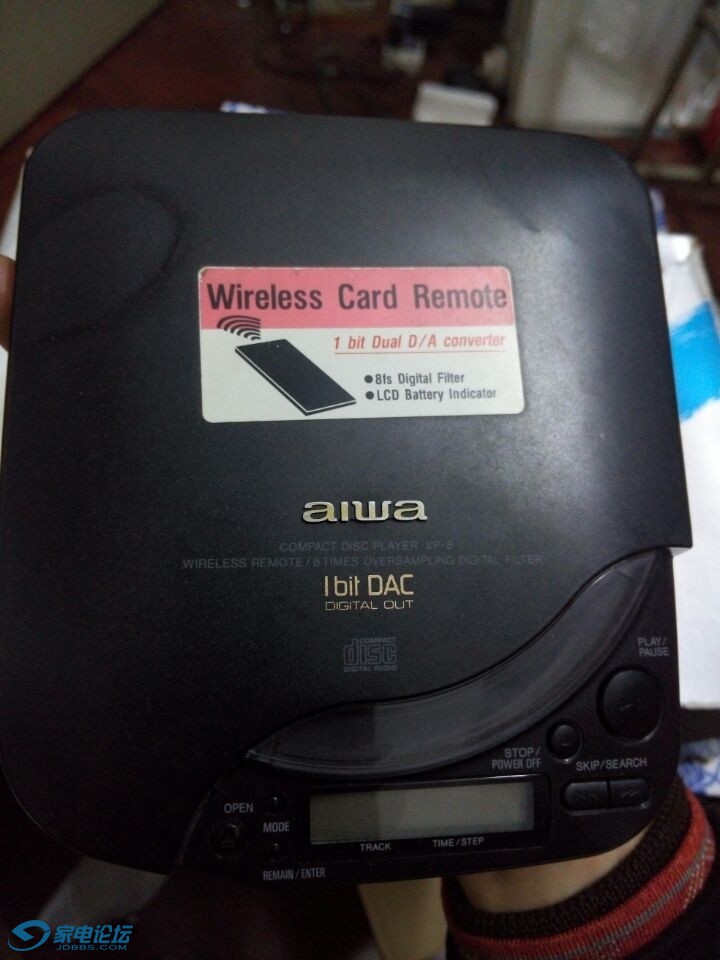 Wireless Card Remote
1 bit Dual D/A converter
●8fs Digital Filter
●LCD Battery Indicator
aiwa
COMPACT DISC PLAYER XP-6
WIRELESS REMOTE/8 TIMES OVERSAMPLING DIGITAL FILTER
1bit DAC
DIGITAL OUT
COMPACT
disc
DIGITAL AUDIO
PLAY/
PAUSE
STOP/
POWER OFF
SKIP/SEARCH
OPEN
MODE
TRACK
TIME/STEP
REMAIN/ENTER
家电论坛
JDBBS.COM